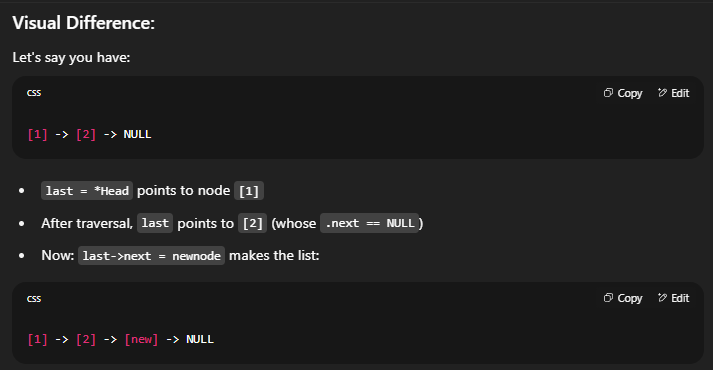 Visual Difference:
Let's say you have:
css
Copy Edit
[1] -> [2] -> NULL
• last = *Head points to node [1]
• After traversal, last points to [2] (whose .next == NULL)
• Now: last->next = newnode makes the list:
css
Copy Edit
[1] -> [2] -> [new] -> NULL